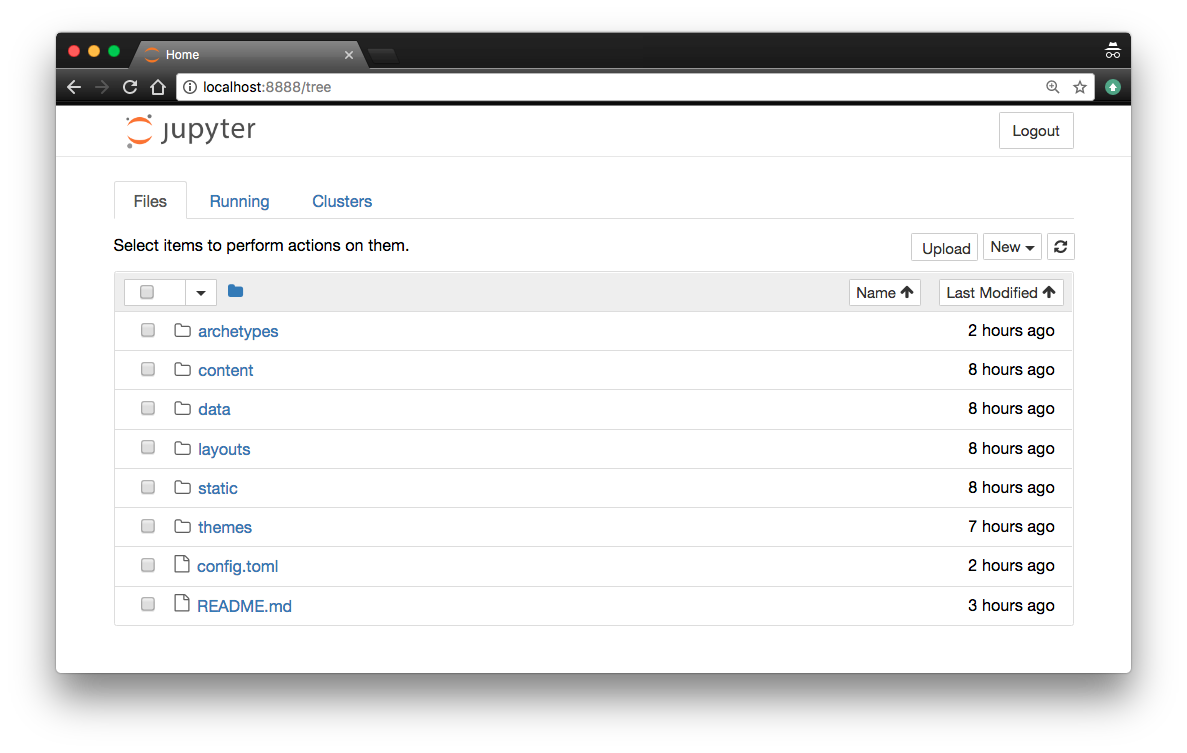 Home
localhost:8888/tree
jupyter
Logout
Files Running Clusters
Select items to perform actions on them.
Upload New
Name Last Modified
archetypes 2 hours ago
content 8 hours ago
data 8 hours ago
layouts 8 hours ago
static 8 hours ago
themes 7 hours ago
config.toml 2 hours ago
README.md 3 hours ago